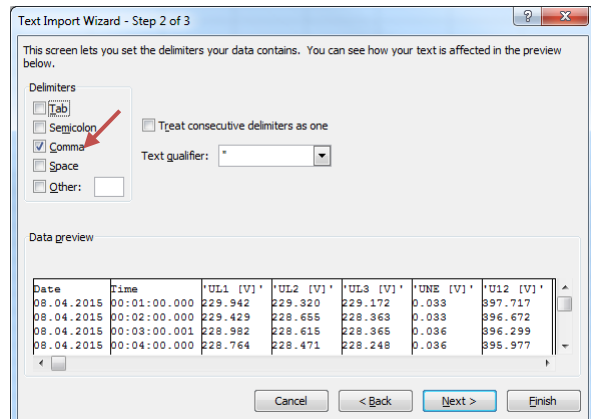 Text Import Wizard - Step 2 of 3
This screen lets you set the delimiters your data contains.  You can see how your text is affected in the preview
below.
Delimiters
Tab
Semicolon
Comma
Space
Other:
Treat consecutive delimiters as one
Text qualifier: "
Data preview
Date Time 'UL1 [V]' 'UL2 [V]' 'UL3 [V]' 'UNE [V]' 'U12 [V]'
08.04.2015 00:01:00.000 229.942 229.320 229.172 0.033 397.717
08.04.2015 00:02:00.000 229.429 228.655 228.363 0.033 396.672
08.04.2015 00:03:00.001 228.982 228.615 228.365 0.036 396.299
08.04.2015 00:04:00.000 228.764 228.471 228.248 0.036 395.977
Cancel < Back Next > Finish